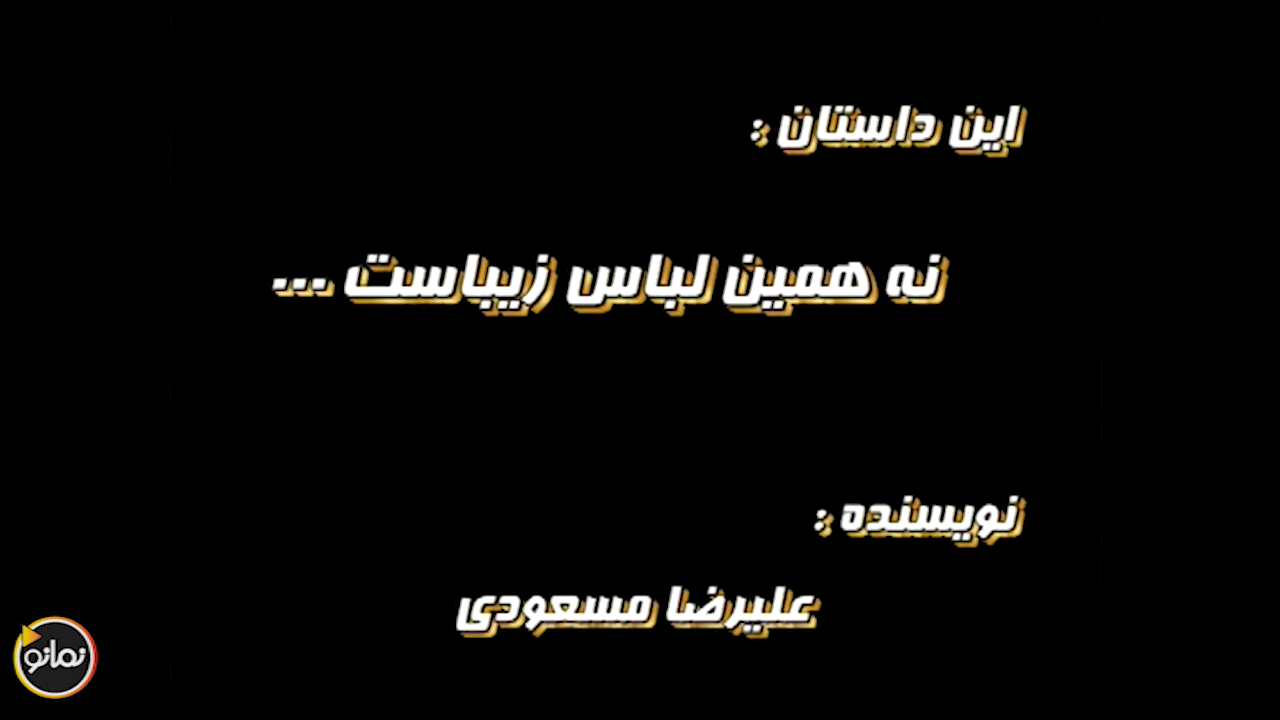 این داستان :
نه همین لباس زیباست ...
نویسنده :
علیرضا مسعودی
نمانو